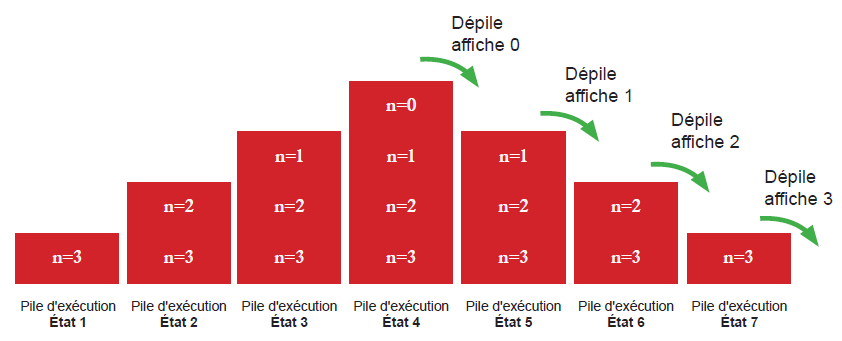 Dépile
affiche 0
Dépile
affiche 1
Dépile
affiche 2
Dépile
affiche 3
n=3
Pile d'exécution
État 1
n=2
n=3
Pile d'exécution
État 2
n=1
n=2
n=3
Pile d'exécution
État 3
n=0
n=1
n=2
n=3
Pile d'exécution
État 4
n=1
n=2
n=3
Pile d'exécution
État 5
n=2
n=3
Pile d'exécution
État 6
n=3
Pile d'exécution
État 7